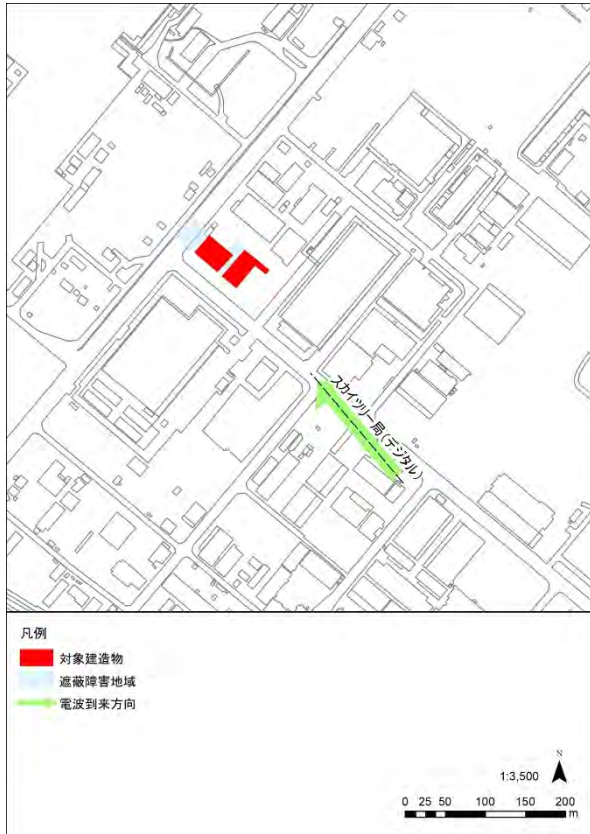 スカイツリー局(デジタル)
凡例
対象建造物
遮蔽障害地域
電波到来方向
N
1:3,500
0 25 50 100 150 200
m